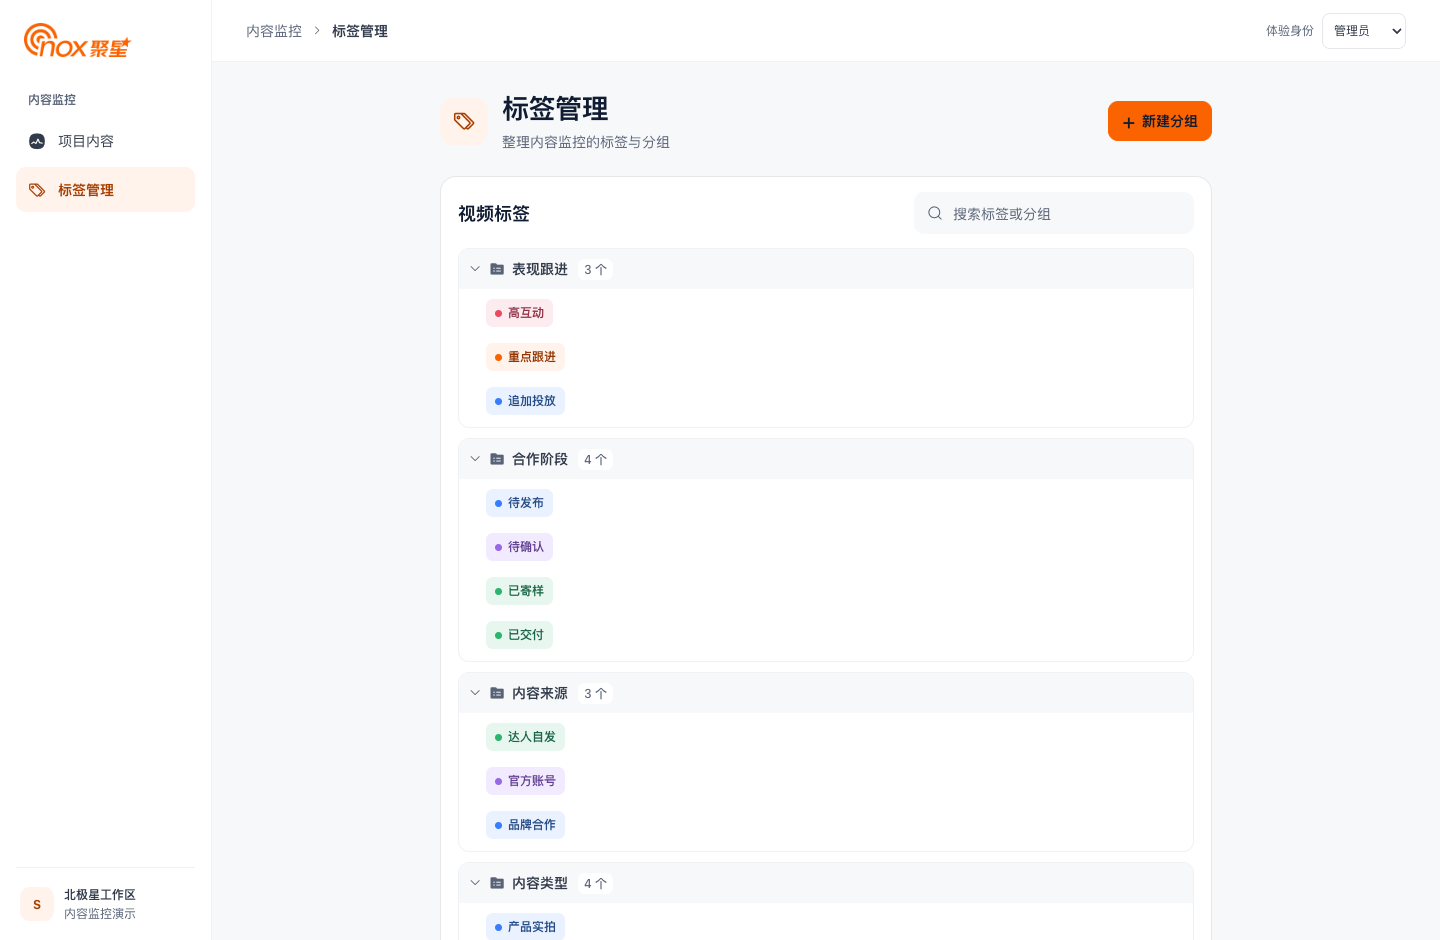 nox 聚星
内容监控
项目内容
标签管理
内容监控 > 标签管理
体验身份 管理员
标签管理
整理内容监控的标签与分组
+ 新建分组
视频标签
搜索标签或分组
表现跟进 3 个
高互动
重点跟进
追加投放
合作阶段 4 个
待发布
待确认
已寄样
已交付
内容来源 3 个
达人自发
官方账号
品牌合作
内容类型 4 个
产品实拍
S
北极星工作区
内容监控演示